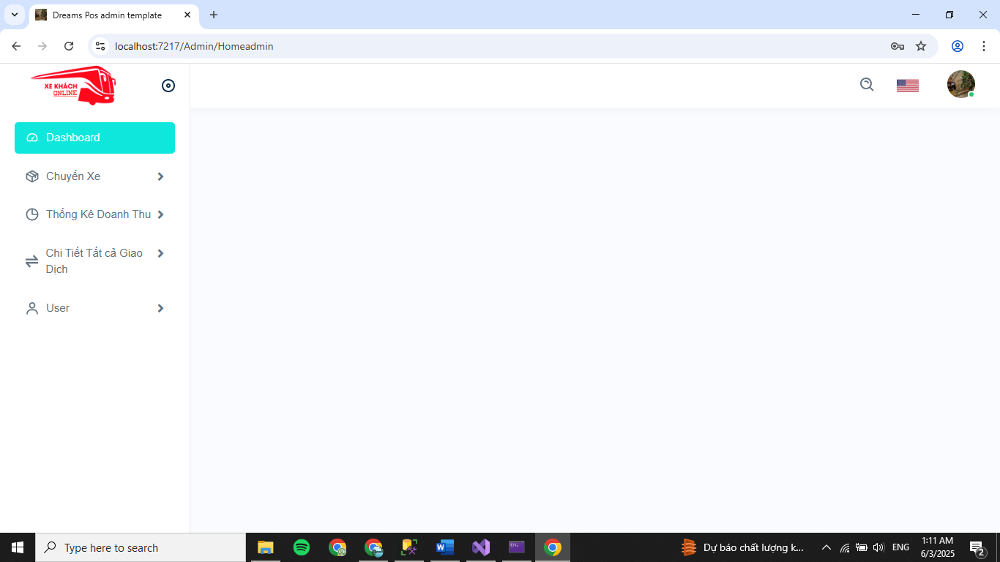 Dreams Pos admin template
localhost:7217/Admin/Homeadmin
XE KHÁCH
ONLINE
Dashboard
Chuyến Xe
Thống Kê Doanh Thu
Chi Tiết Tất cả Giao
Dịch
User
Type here to search
Dự báo chất lượng k...
ENG
1:11 AM
6/3/2025
2